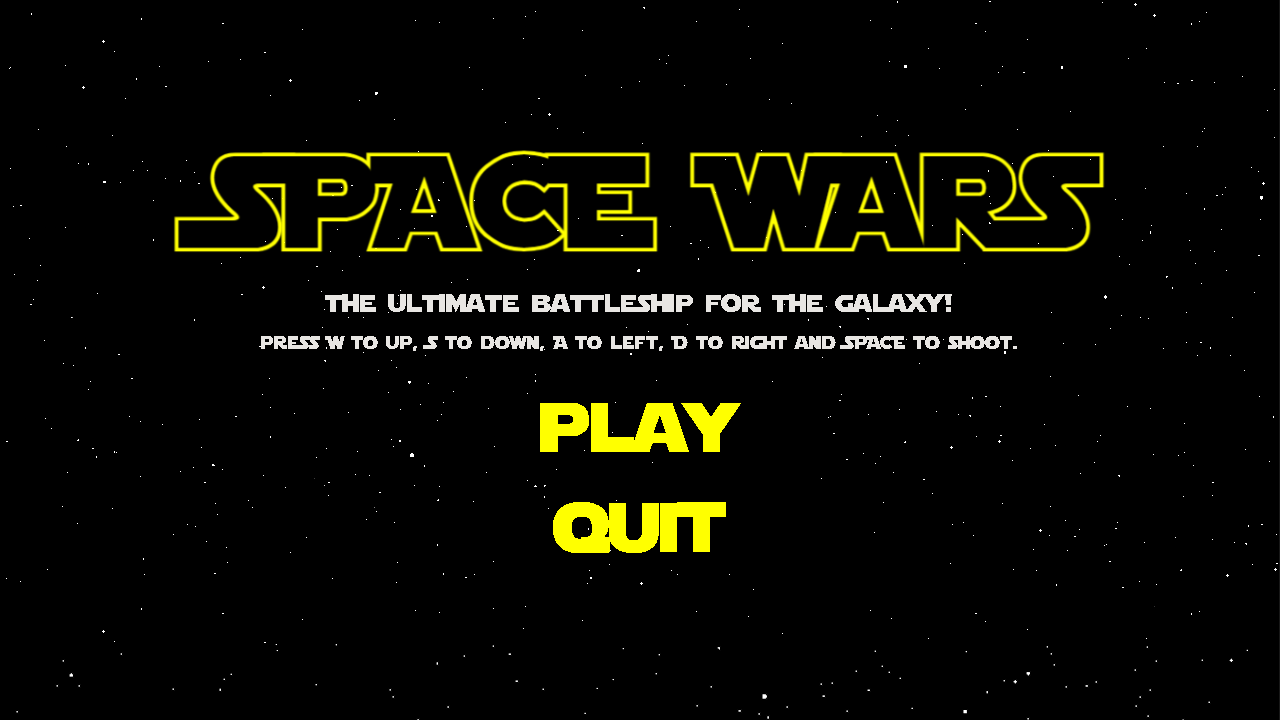 SPACE WARS
THE ULTIMATE BATTLESHIP FOR THE GALAXY!
PRESS W TO UP, S TO DOWN, A TO LEFT, D TO RIGHT AND SPACE TO SHOOT.
PLAY
QUIT